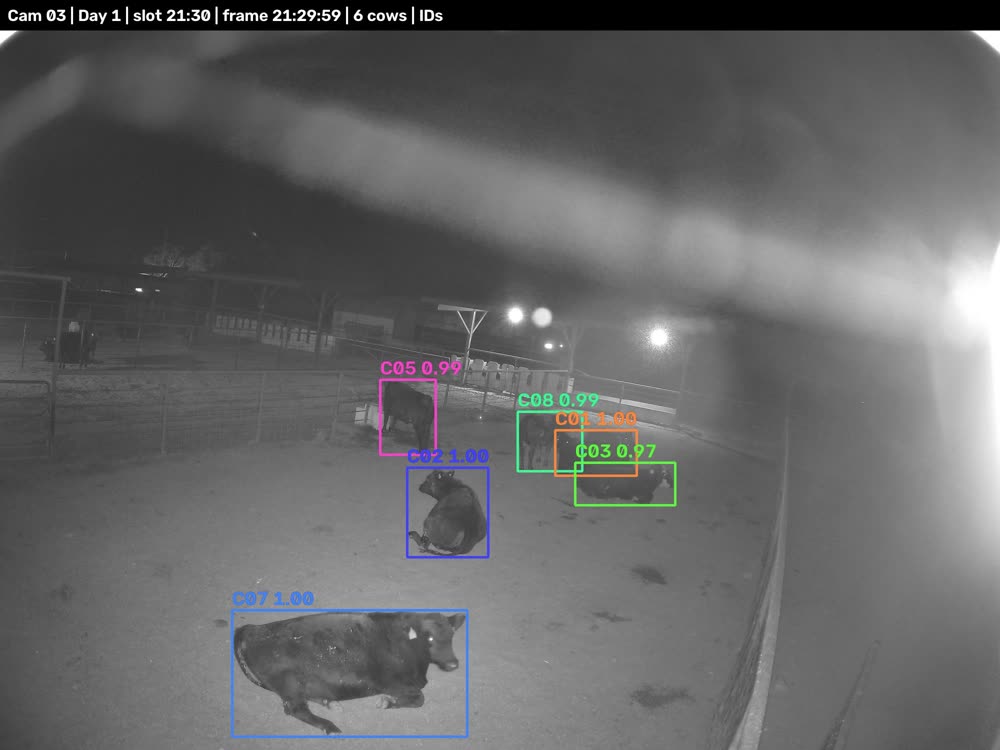 Cam 03 | Day 1 | slot 21:30 | frame 21:29:59 | 6 cows | IDs
C05 0.99
C08 0.99
C01 1.00
C03 0.97
C02 1.00
C07 1.00